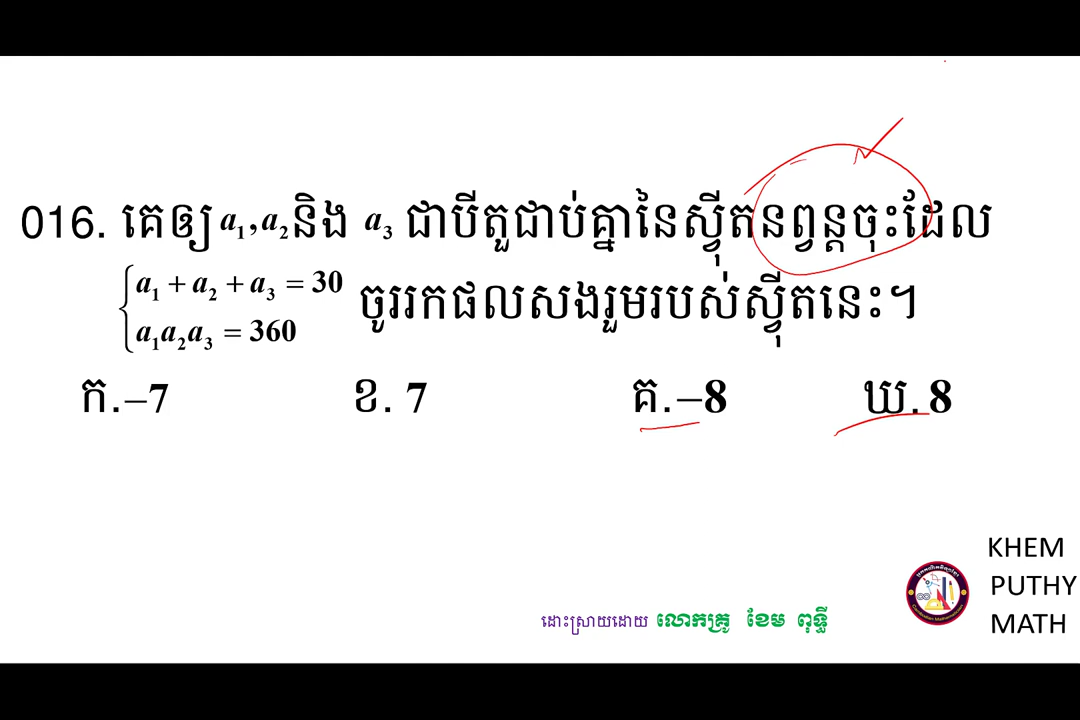 016. គេឲ្យ a₁, a₂ និង a₃ ជាបីតួជាប់គ្នានៃស្វ៊ីតនព្វន្តចុះដែល
{a₁ + a₂ + a₃ = 30
a₁a₂a₃ = 360 ចូររកផលសងរួមរបស់ស្វ៊ីតនេះ។
ក.–7 ខ. 7 គ.–8 ឃ. 8
KHEM
PUTHY
MATH
ដោះស្រាយដោយ លោកគ្រូ ខែម ពុទ្ធី